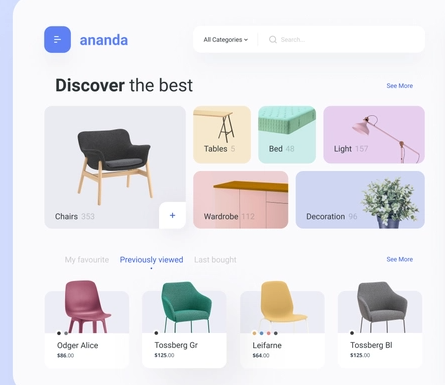 ananda
All Categories
Search...
Discover the best
See More
Tables 5
Bed 48
Light 157
Chairs 353
+
Wardrobe 112
Decoration 96
My favourite Previously viewed Last bought
See More
Odger Alice
$86.00
Tossberg Gr
$125.00
Leifarne
$64.00
Tossberg Bl
$125.00